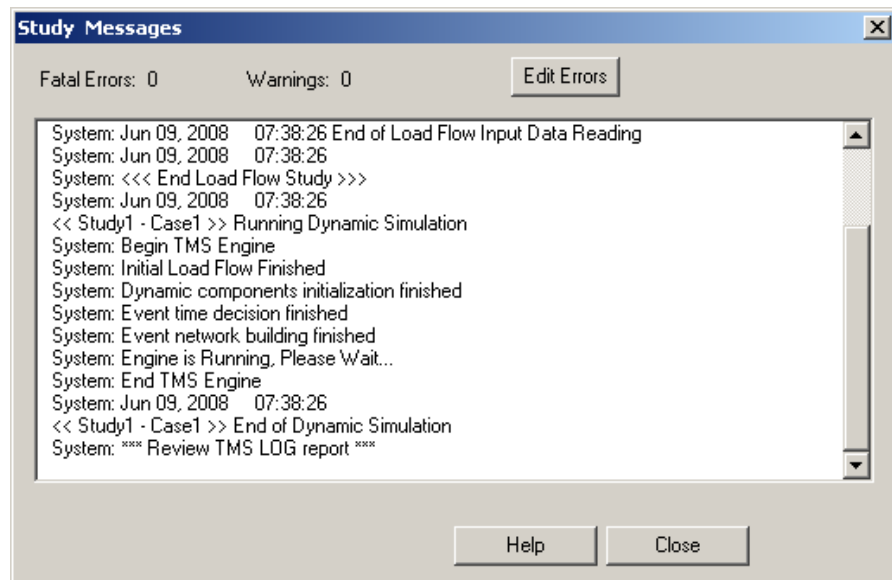 Study Messages
Fatal Errors: 0 Warnings: 0 Edit Errors
System: Jun 09, 2008 07:38:26 End of Load Flow Input Data Reading
System: Jun 09, 2008 07:38:26
System: <<< End Load Flow Study >>>
System: Jun 09, 2008 07:38:26
<< Study1 - Case1 >> Running Dynamic Simulation
System: Begin TMS Engine
System: Initial Load Flow Finished
System: Dynamic components initialization finished
System: Event time decision finished
System: Event network building finished
System: Engine is Running, Please Wait...
System: End TMS Engine
System: Jun 09, 2008 07:38:26
<< Study1 - Case1 >> End of Dynamic Simulation
System: *** Review TMS LOG report ***
Help Close